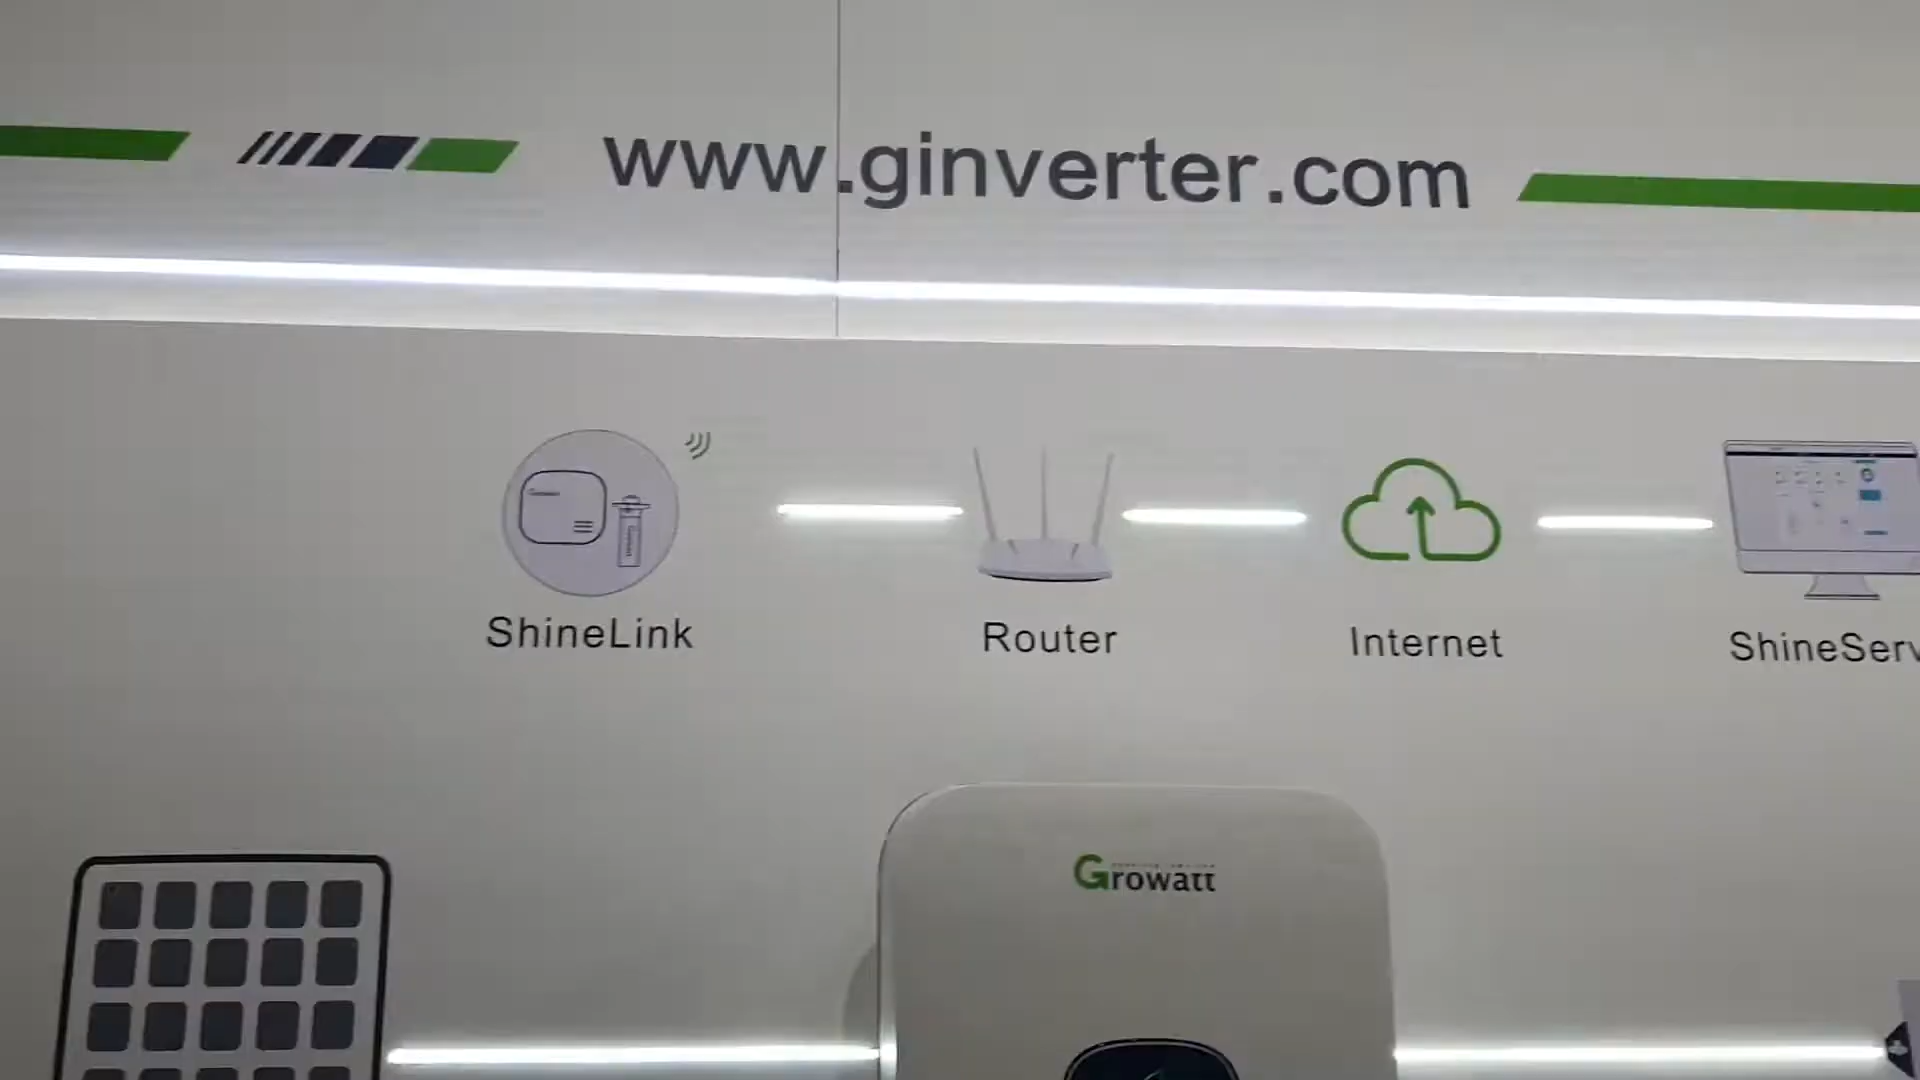 www.ginverter.com
ShineLink
Router
Internet
ShineServ
Growatt